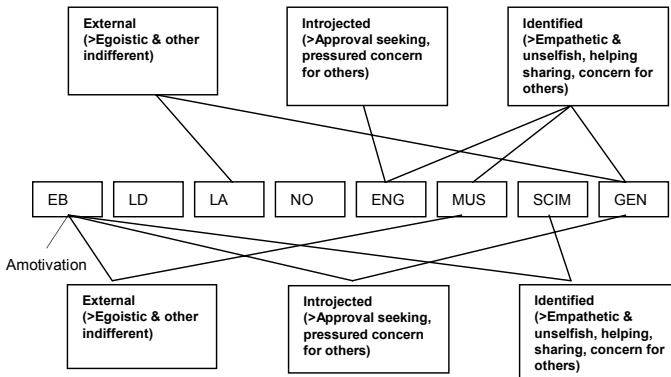 External
(>Egoistic & other
indifferent)
Introjected
(>Approval seeking,
pressured concern
for others)
Identified
(>Empathetic &
unselfish, helping
sharing, concern for
others)
EB
LD
LA
NO
ENG
MUS
SCIM
GEN
Amotivation
External
(>Egoistic & other
indifferent)
Introjected
(>Approval seeking,
pressured concern for
others)
Identified
(>Empathetic &
unselfish, helping,
sharing, concern for
others)